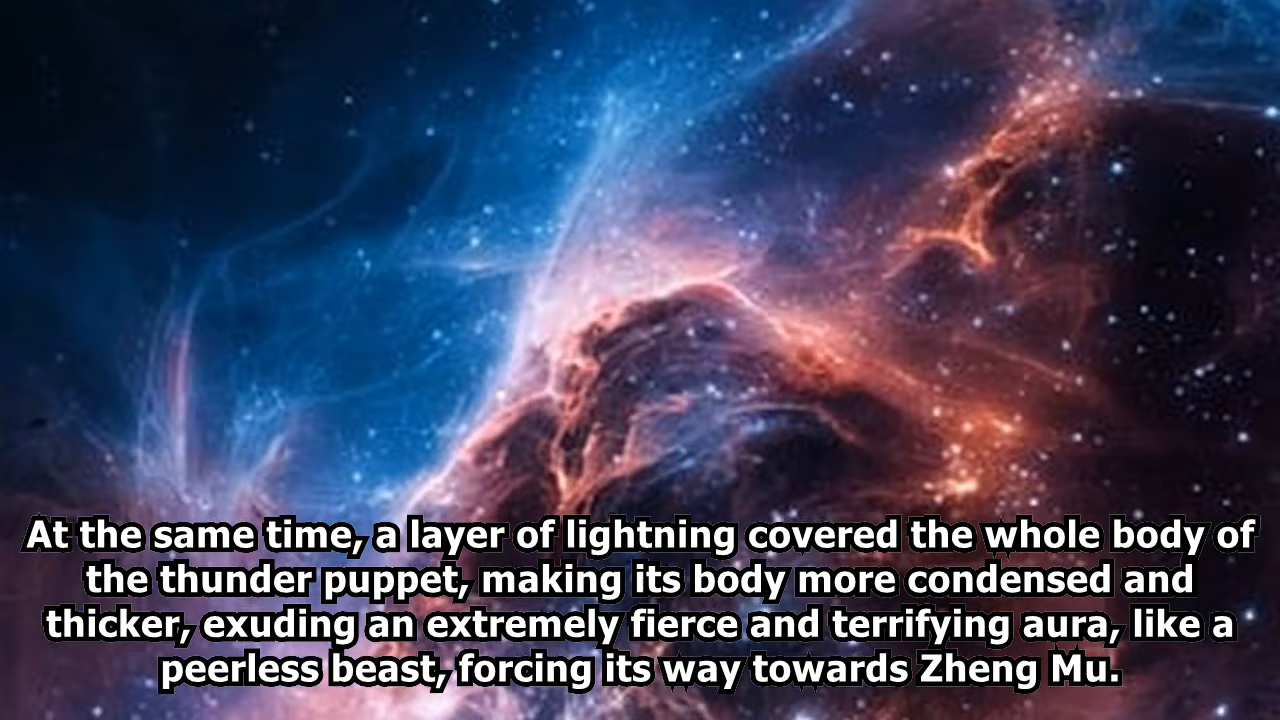 At the same time, a layer of lightning covered the whole body of
the thunder puppet, making its body more condensed and
thicker, exuding an extremely fierce and terrifying aura, like a
peerless beast, forcing its way towards Zheng Mu.